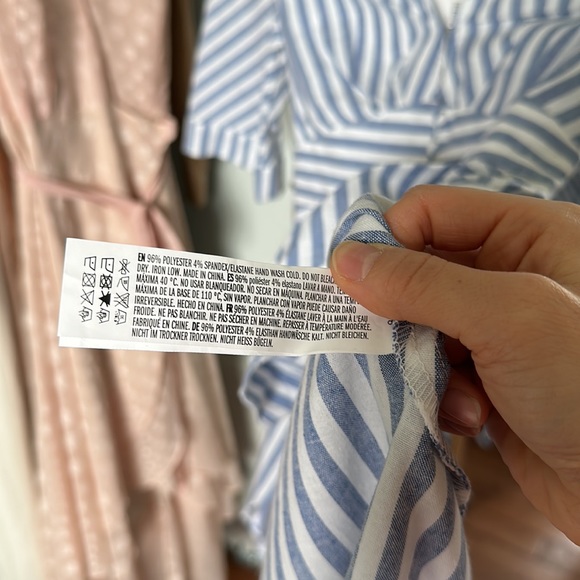 EN 96% POLYESTER 4% SPANDEX/ELASTANE HAND WASH COLD. DO NOT BLEACH.
DRY. IRON LOW. MADE IN CHINA. ES 96% poliéster 4% elastano LAVAR A MANO.
MÁXIMA 40 °C. NO USAR BLANQUEADOR. NO SECAR EN MÁQUINA. PLANCHAR A UNA TEM
MÁXIMA DE LA BASE DE 110 °C. SIN VAPOR. PLANCHAR CON VAPOR PUEDE CAUSAR DAÑO
IRREVERSIBLE. HECHO EN CHINA. FR 96% POLYESTER 4% ÉLASTANE LAVER À LA MAIN À L'EAU
FROIDE. NE PAS BLANCHIR. NE PAS SÉCHER EN MACHINE. REPASSER À TEMPÉRATURE MODÉRÉE.
FABRIQUÉ EN CHINE. DE 96% POLYESTER 4% ELASTHAN HANDWÄSCHE KALT. NICHT BLEICHEN.
NICHT IM TROCKNER TROCKNEN. NICHT HEISS BÜGELN.